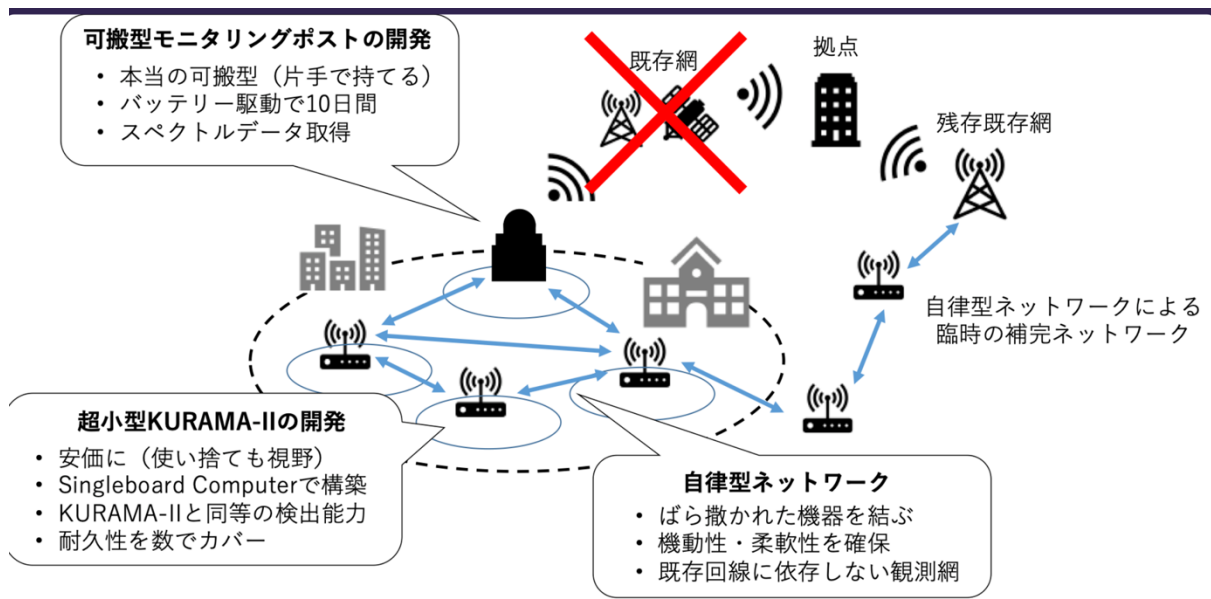 可搬型モニタリングポストの開発
• 本当の可搬型（片手で持てる）
• バッテリー駆動で10日間
• スペクトルデータ取得
既存網
拠点
残存既存網
自律型ネットワークによる
臨時の補完ネットワーク
超小型KURAMA-IIの開発
• 安価に（使い捨ても視野）
• Singleboard Computerで構築
• KURAMA-IIと同等の検出能力
• 耐久性を数でカバー
自律型ネットワーク
• ばら撒かれた機器を結ぶ
• 機動性・柔軟性を確保
• 既存回線に依存しない観測網